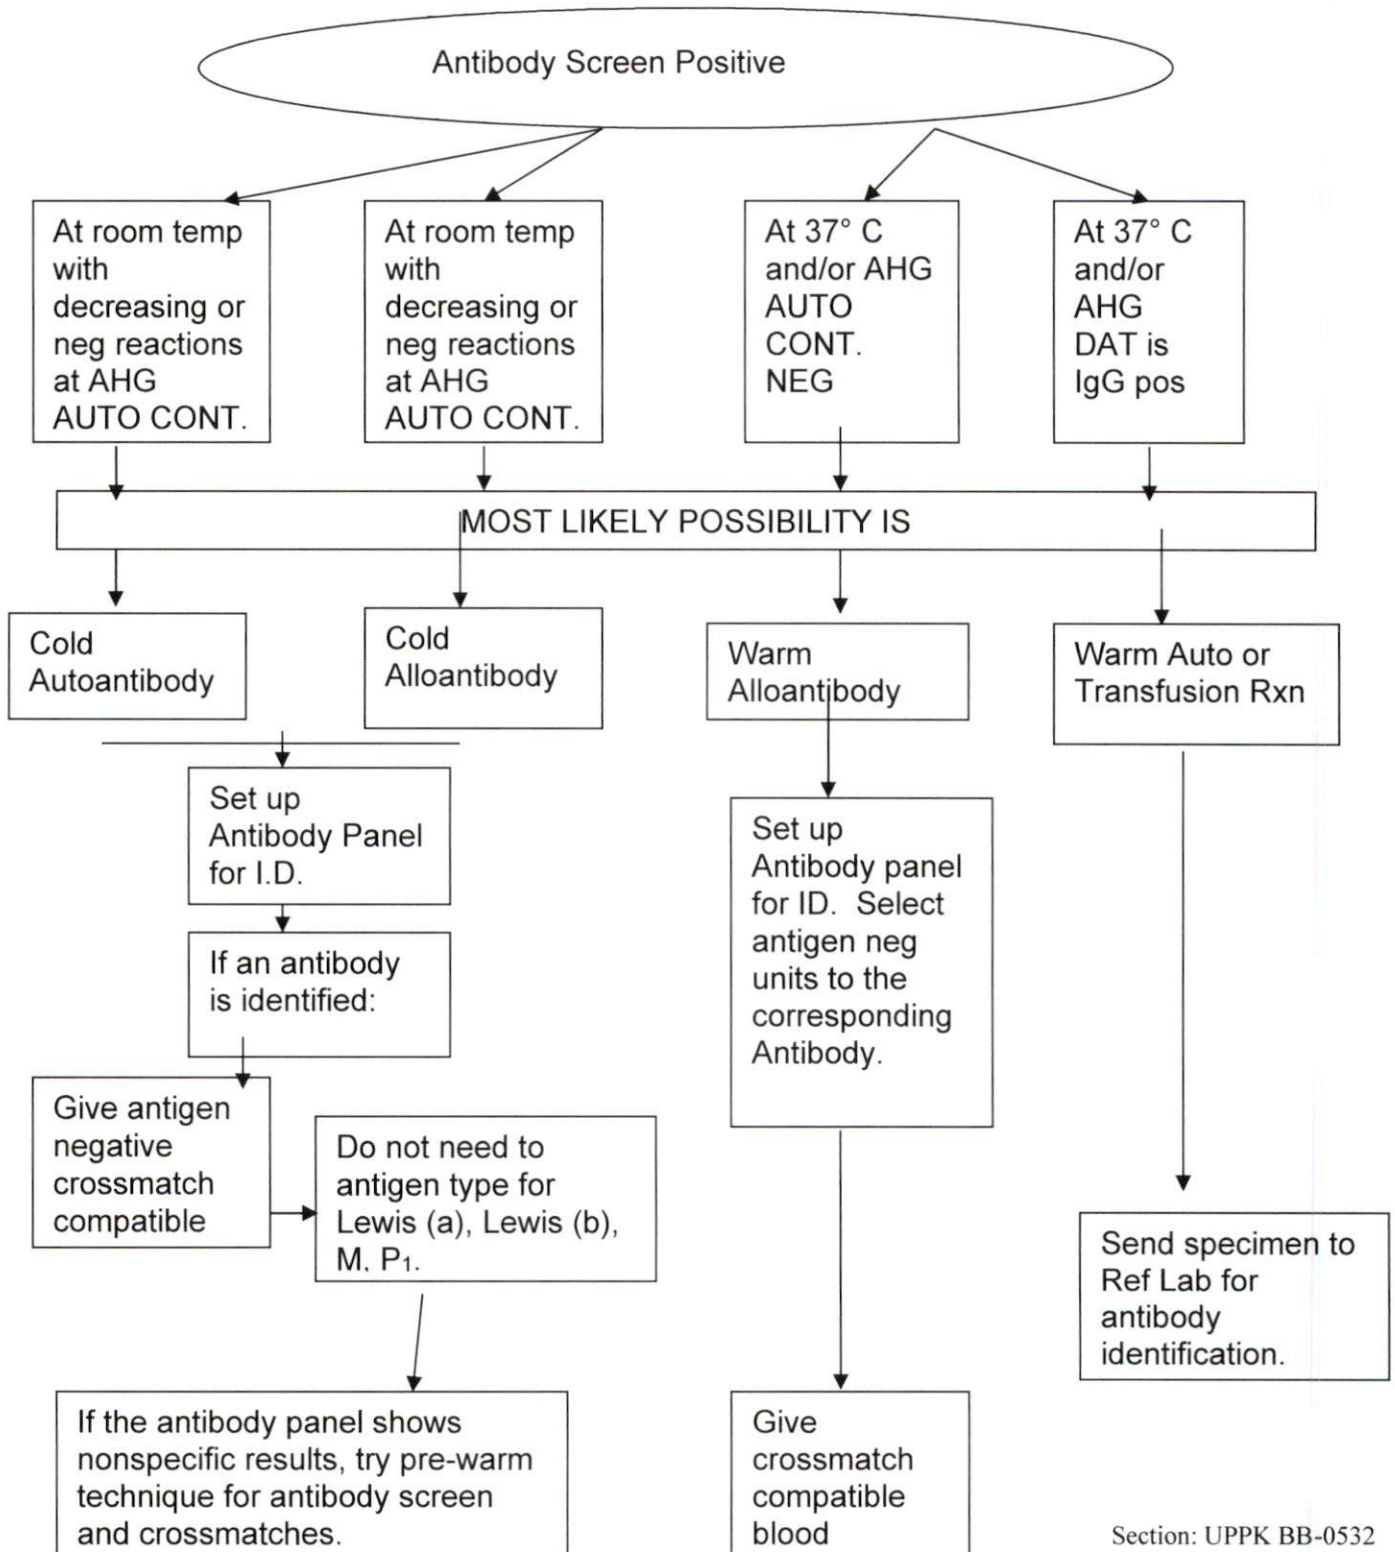 Antibody Screen Positive
At room temp
with
decreasing or
neg reactions
at AHG
AUTO CONT.
At room temp
with
decreasing or
neg reactions
at AHG
AUTO CONT.
At 37° C
and/or AHG
AUTO
CONT.
NEG
At 37° C
and/or
AHG
DAT is
IgG pos
MOST LIKELY POSSIBILITY IS
Cold
Autoantibody
Cold
Alloantibody
Warm
Alloantibody
Warm Auto or
Transfusion Rxn
Set up
Antibody Panel
for I.D.
If an antibody
is identified:
Give antigen
negative
crossmatch
compatible
Do not need to
antigen type for
Lewis (a), Lewis (b),
M. P₁.
If the antibody panel shows
nonspecific results, try pre-warm
technique for antibody screen
and crossmatches.
Set up
Antibody panel
for ID. Select
antigen neg
units to the
corresponding
Antibody.
Give
crossmatch
compatible
blood
Send specimen to
Ref Lab for
antibody
identification.
Section: UPPK BB-0532